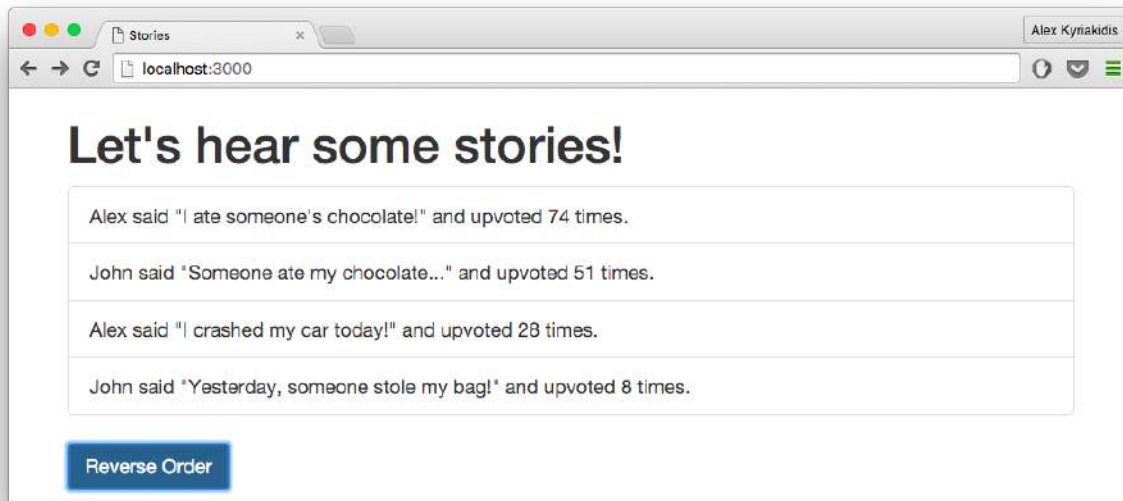 Stories
Alex Kyriakidis
localhost:3000
Let's hear some stories!
Alex said "I ate someone's chocolate!" and upvoted 74 times.
John said "Someone ate my chocolate..." and upvoted 51 times.
Alex said "I crashed my car today!" and upvoted 28 times.
John said "Yesterday, someone stole my bag!" and upvoted 8 times.
Reverse Order